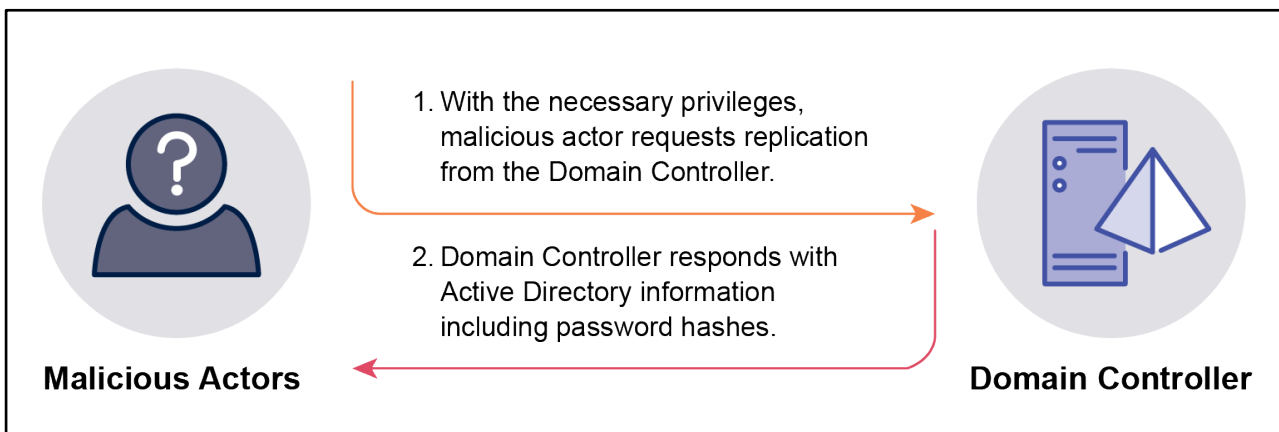 1. With the necessary privileges,
malicious actor requests replication
from the Domain Controller.
2. Domain Controller responds with
Active Directory information
including password hashes.
Malicious Actors
Domain Controller